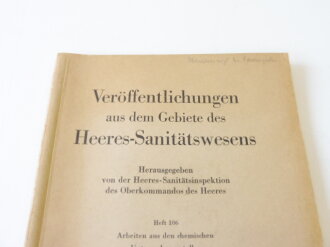 Veröffentlichungen
aus dem Gebiete des
Heeres-Sanitätswesens
Herausgegeben
von der Heeres-Sanitätsinspektion
des Oberkommandos des Heeres
Heft 106
Arbeiten aus den chemischen